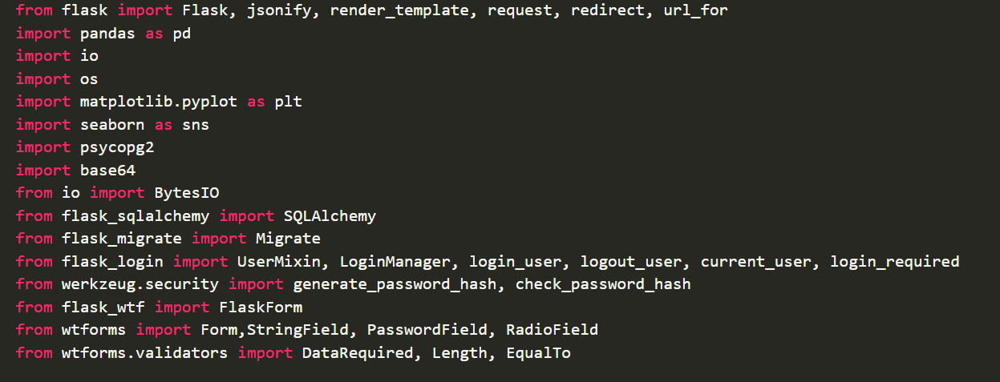 from flask import Flask, jsonify, render_template, request, redirect, url_for
import pandas as pd
import io
import os
import matplotlib.pyplot as plt
import seaborn as sns
import psycopg2
import base64
from io import BytesIO
from flask_sqlalchemy import SQLAlchemy
from flask_migrate import Migrate
from flask_login import UserMixin, LoginManager, login_user, logout_user, current_user, login_required
from werkzeug.security import generate_password_hash, check_password_hash
from flask_wtf import FlaskForm
from wtforms import Form,StringField, PasswordField, RadioField
from wtforms.validators import DataRequired, Length, EqualTo